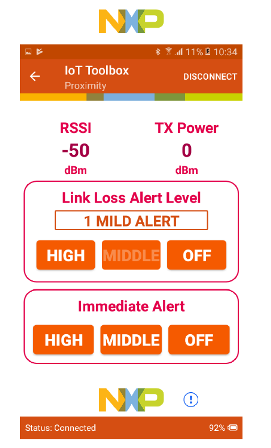 NXP
11% 10:34
IoT Toolbox
Proximity
DISCONNECT
RSSI TX Power
-50 0
dBm dBm
Link Loss Alert Level
1 MILD ALERT
HIGH MIDDLE OFF
Immediate Alert
HIGH MIDDLE OFF
NXP
Status: Connected 92%